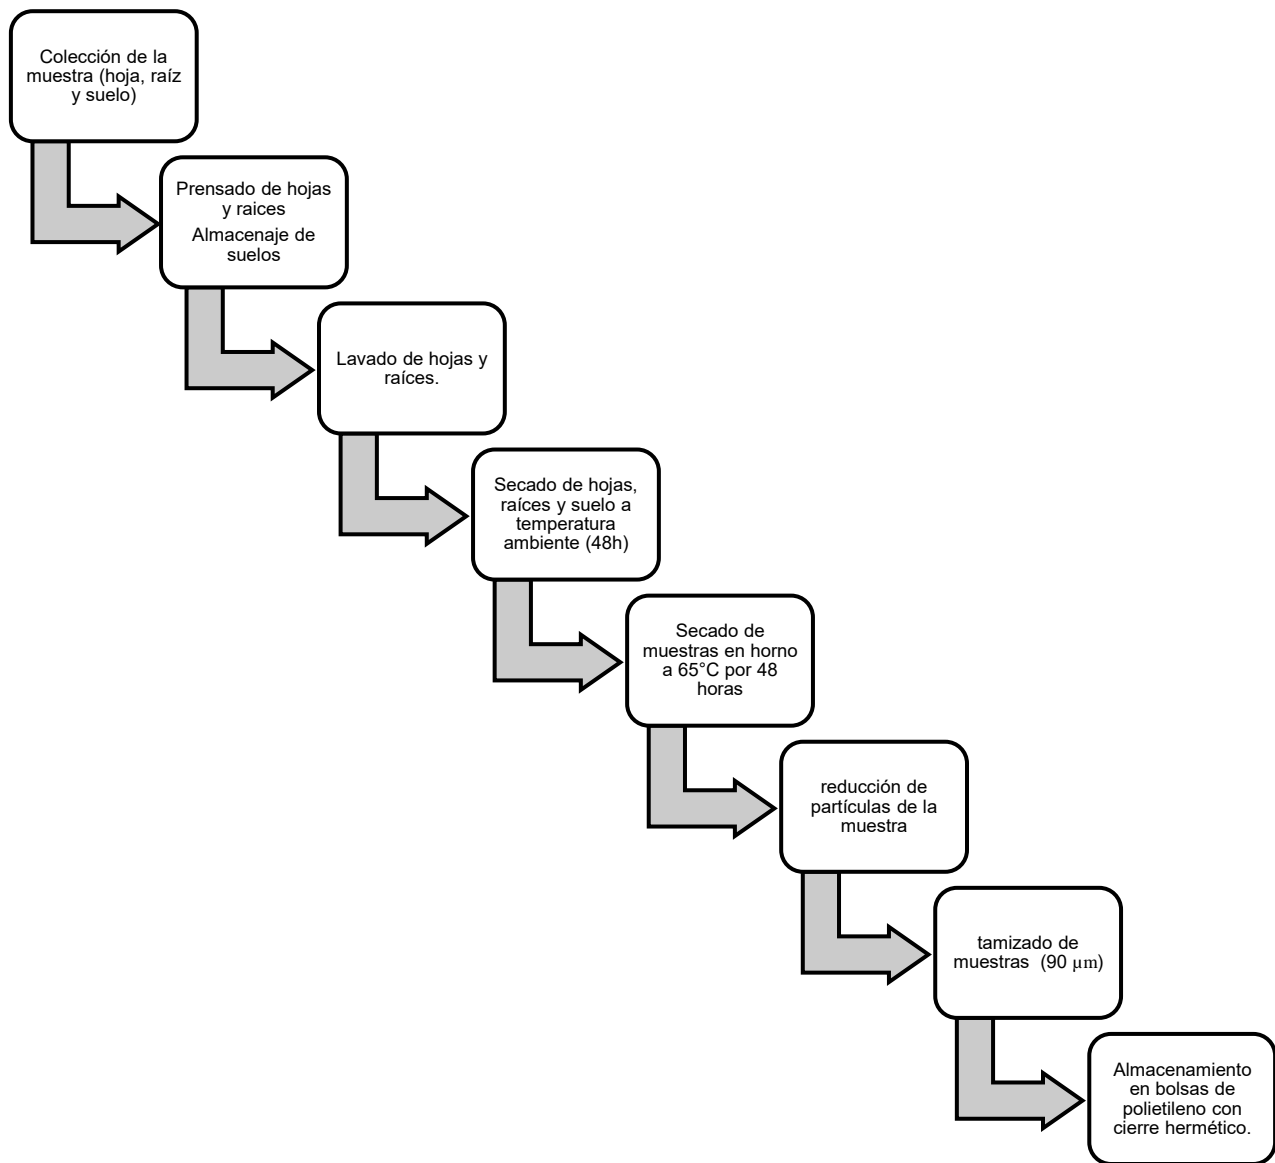 Colección de la
muestra (hoja, raíz
y suelo)
Prensado de hojas
y raices
Almacenaje de
suelos
Lavado de hojas y
raíces.
Secado de hojas,
raíces y suelo a
temperatura
ambiente (48h)
Secado de
muestras en horno
a 65°C por 48
horas
reducción de
partículas de la
muestra
tamizado de
muestras  (90 µm)
Almacenamiento
en bolsas de
polietileno con
cierre hermético.